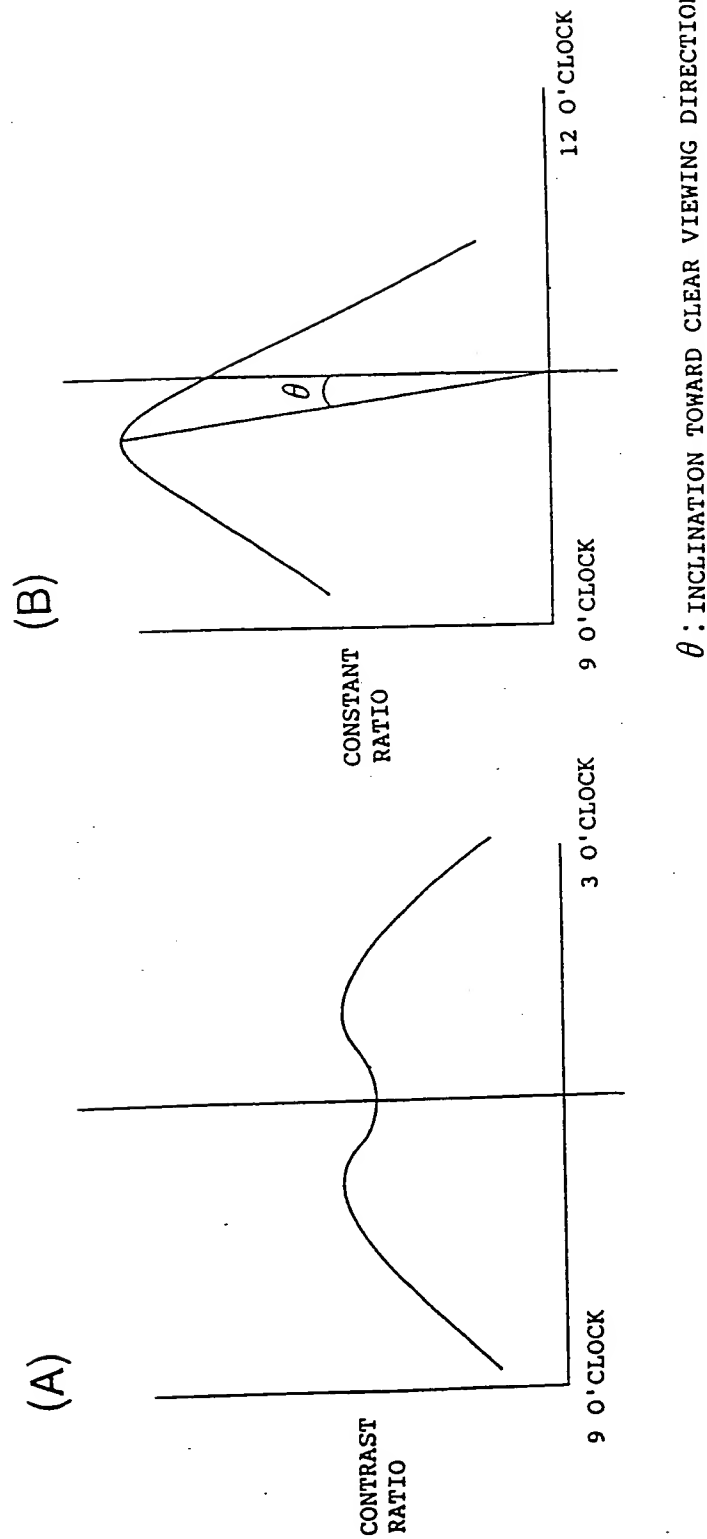 (A)
CONTRAST
RATIO
9 O'CLOCK
3 O'CLOCK
(B)
CONSTANT
RATIO
θ
9 O'CLOCK
12 O'CLOCK
θ: INCLINATION TOWARD CLEAR VIEWING DIRECTION